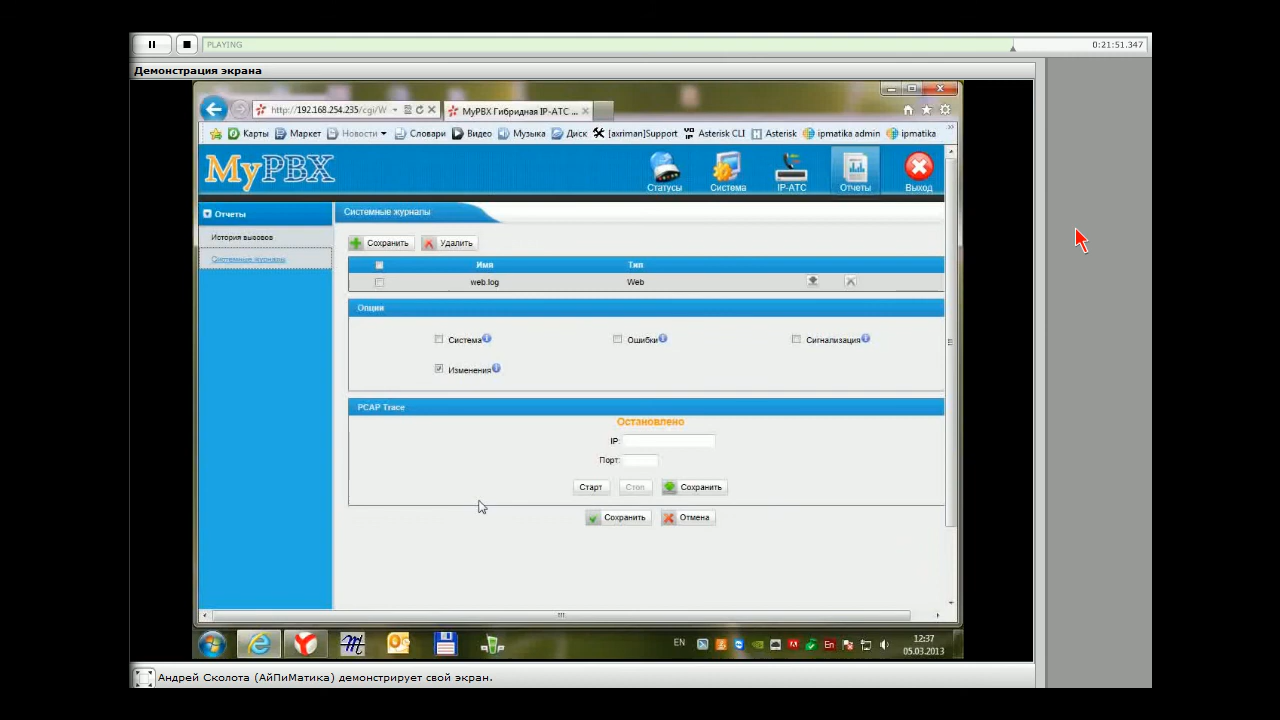 PLAYING 0:21:51.347
Демонстрация экрана
http://192.168.254.235/cgi/W MyPBX Гибридная IP-АТС ...
Карты Маркет Новости Словари Видео Музыка Диск [axriman]Support Asterisk CLI Asterisk ipmatika admin ipmatika
MyPBX Статусы Система IP-АТС Отчеты Выход
Отчеты Системные журналы
История вызовов
Системные журналы
Сохранить Удалить
Имя Тип
web.log Web
Опции
Система Ошибки Сигнализация
Изменения
PCAP Trace
Остановлено
IP:
Порт:
Старт Стоп Сохранить
Сохранить Отмена
EN En 12:37
05.03.2013
Андрей Сколота (АйПиМатика) демонстрирует свой экран.